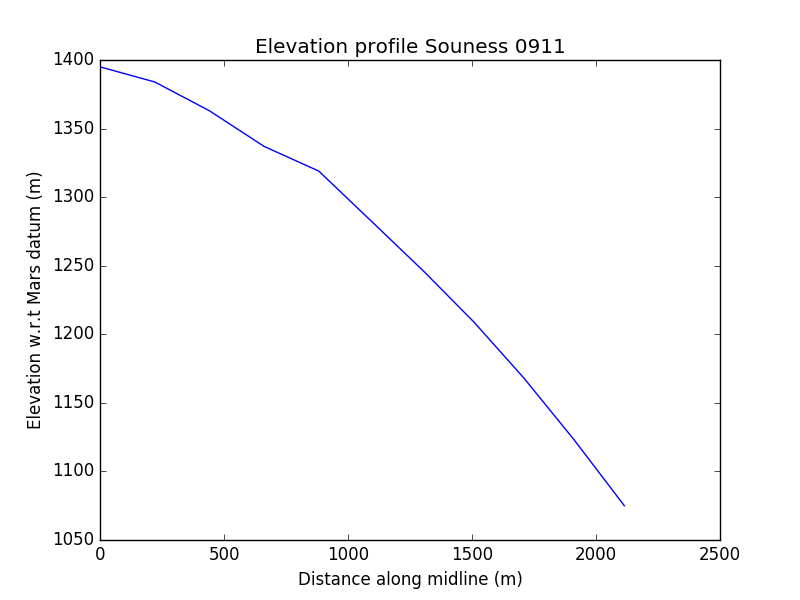 Elevation profile Souness 0911
1400
1350
1300
1250
1200
1150
1100
1050
Elevation w.r.t Mars datum (m)
0 500 1000 1500 2000 2500
Distance along midline (m)